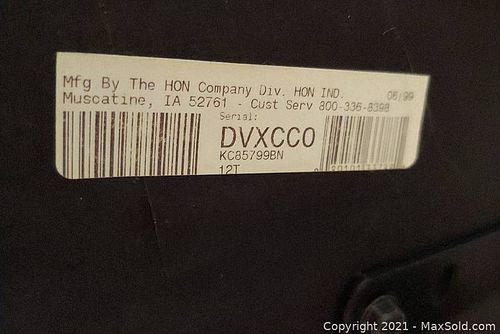 Mfg By The HON Company Div. HON IND. 06/99
Muscatine, IA 52761 - Cust Serv 800-336-8398
Serial:
DVXCC0
KC85799BN
12T
Copyright © 2021 - MaxSold.com